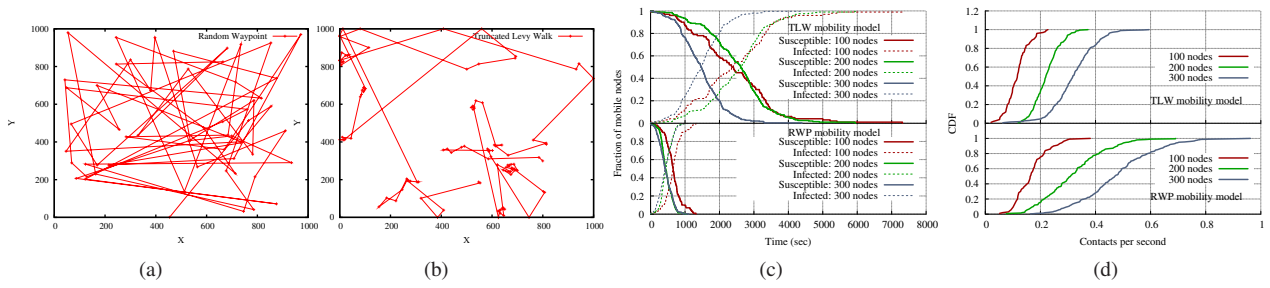 1000
800
600
400
200
0
Y
0 200 400 600 800 1000
X
Random Waypoint
(a)
1000
800
600
400
200
0
Y
0 200 400 600 800 1000
X
Truncated Levy Walk
(b)
Fraction of mobile nodes
1
0.8
0.6
0.4
0.2
0
TLW mobility model
Susceptible: 100 nodes
Infected: 100 nodes
Susceptible: 200 nodes
Infected: 200 nodes
Susceptible: 300 nodes
Infected: 300 nodes
0.8
0.6
0.4
0.2
0
RWP mobility model
Susceptible: 100 nodes
Infected: 100 nodes
Susceptible: 200 nodes
Infected: 200 nodes
Susceptible: 300 nodes
Infected: 300 nodes
0 1000 2000 3000 4000 5000 6000 7000 8000
Time (sec)
(c)
CDF
1.2
1
0.8
0.6
0.4
0.2
0
100 nodes
200 nodes
300 nodes
TLW mobility model
1
0.8
0.6
0.4
0.2
0
100 nodes
200 nodes
300 nodes
RWP mobility model
0 0.2 0.4 0.6 0.8 1
Contacts per second
(d)